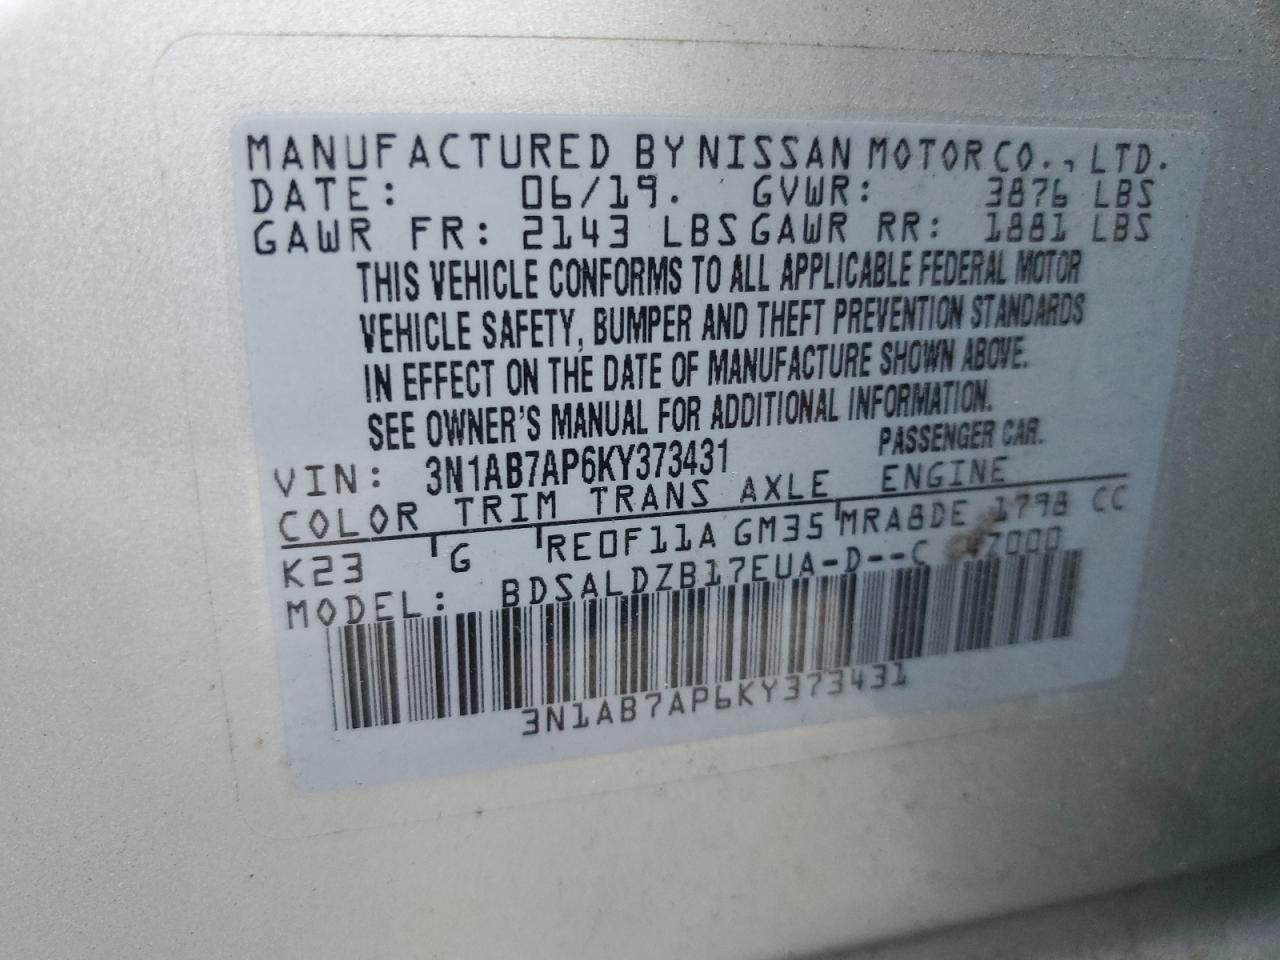 MANUFACTURED BY NISSAN MOTOR CO., LTD.
DATE: 06/19. GVWR: 3876 LBS
GAWR FR: 2143 LBS GAWR RR: 1881 LBS
THIS VEHICLE CONFORMS TO ALL APPLICABLE FEDERAL MOTOR
VEHICLE SAFETY, BUMPER AND THEFT PREVENTION STANDARDS
IN EFFECT ON THE DATE OF MANUFACTURE SHOWN ABOVE.
SEE OWNER'S MANUAL FOR ADDITIONAL INFORMATION.
VIN: 3N1AB7AP6KY373431 PASSENGER CAR.
COLOR TRIM TRANS AXLE ENGINE
K23 G RE0F11A GM35 MRA8DE 1798 CC
MODEL: BDSALDZB17EUA-D--C
3N1AB7AP6KY373431